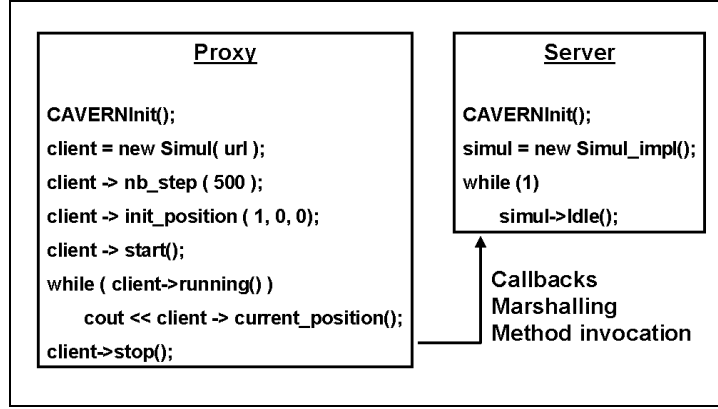 Proxy
CAVERNInit();
client = new Simul( url );
client -> nb_step ( 500 );
client -> init_position ( 1, 0, 0);
client -> start();
while ( client->running() )
cout << client -> current_position();
client->stop();
Server
CAVERNInit();
simul = new Simul_impl();
while (1)
simul->Idle();
Callbacks
Marshalling
Method invocation